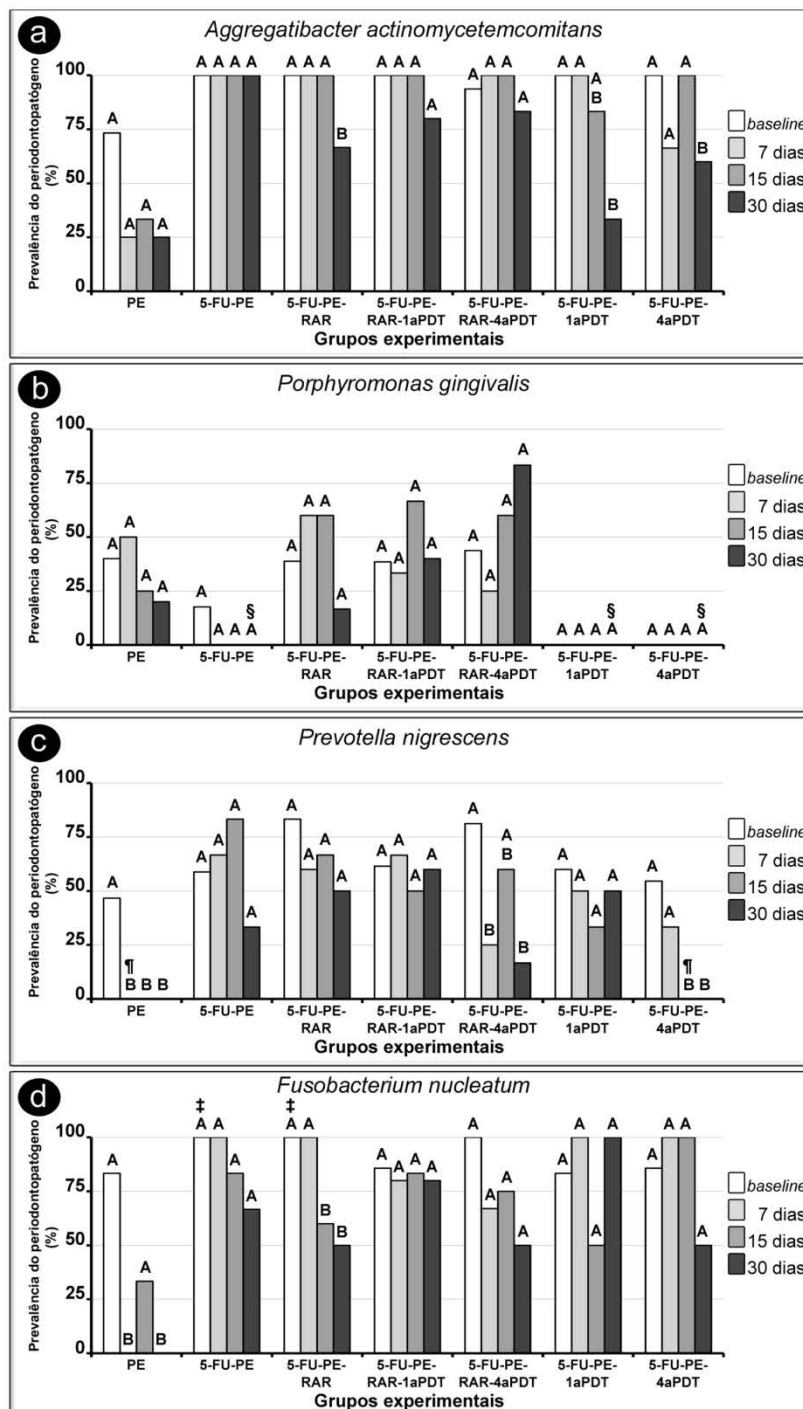 a
Aggregatibacter actinomycetemcomitans
Prevalência do periodontopatógeno
(%)
100
75
50
25
0
A
A A A
A A A A
A A A B
A A A A
A A A A
A A A B B
A A A B
PE
5-FU-PE
5-FU-PE-
RAR
5-FU-PE-
RAR-1aPDT
5-FU-PE-
RAR-4aPDT
5-FU-PE-
1aPDT
5-FU-PE-
4aPDT
Grupos experimentais
baseline
7 dias
15 dias
30 dias
b
Porphyromonas gingivalis
Prevalência do periodontopatógeno
(%)
100
75
50
25
0
A A A A
A A A A §
A A A A
A A A A
A A A A
A A A A §
A A A A §
PE
5-FU-PE
5-FU-PE-
RAR
5-FU-PE-
RAR-1aPDT
5-FU-PE-
RAR-4aPDT
5-FU-PE-
1aPDT
5-FU-PE-
4aPDT
Grupos experimentais
baseline
7 dias
15 dias
30 dias
c
Prevotella nigrescens
Prevalência do periodontopatógeno
(%)
100
75
50
25
0
A ¶ B B B
A A A A
A A A A
A A A A
A B A B B
A A A A
A A ¶ B B
PE
5-FU-PE
5-FU-PE-
RAR
5-FU-PE-
RAR-1aPDT
5-FU-PE-
RAR-4aPDT
5-FU-PE-
1aPDT
5-FU-PE-
4aPDT
Grupos experimentais
baseline
7 dias
15 dias
30 dias
d
Fusobacterium nucleatum
Prevalência do periodontopatógeno
(%)
100
75
50
25
0
A B A B
‡ A A A A
‡ A A B B
A A A A
A A A A
A A A A
A A A A
PE
5-FU-PE
5-FU-PE-
RAR
5-FU-PE-
RAR-1aPDT
5-FU-PE-
RAR-4aPDT
5-FU-PE-
1aPDT
5-FU-PE-
4aPDT
Grupos experimentais
baseline
7 dias
15 dias
30 dias